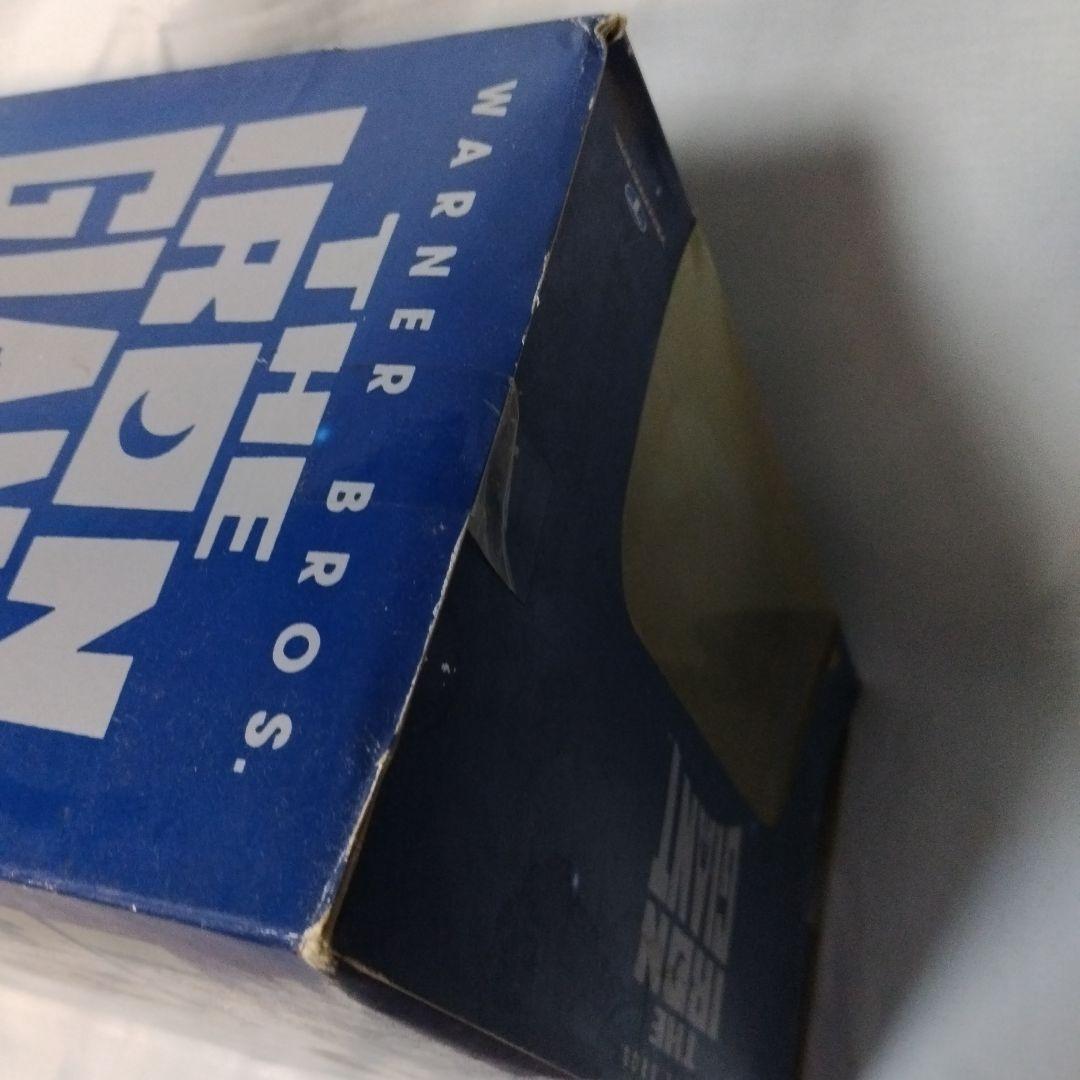 WARNER BROS.
THE
IRON
GIANT
THE
IRON
GIANT